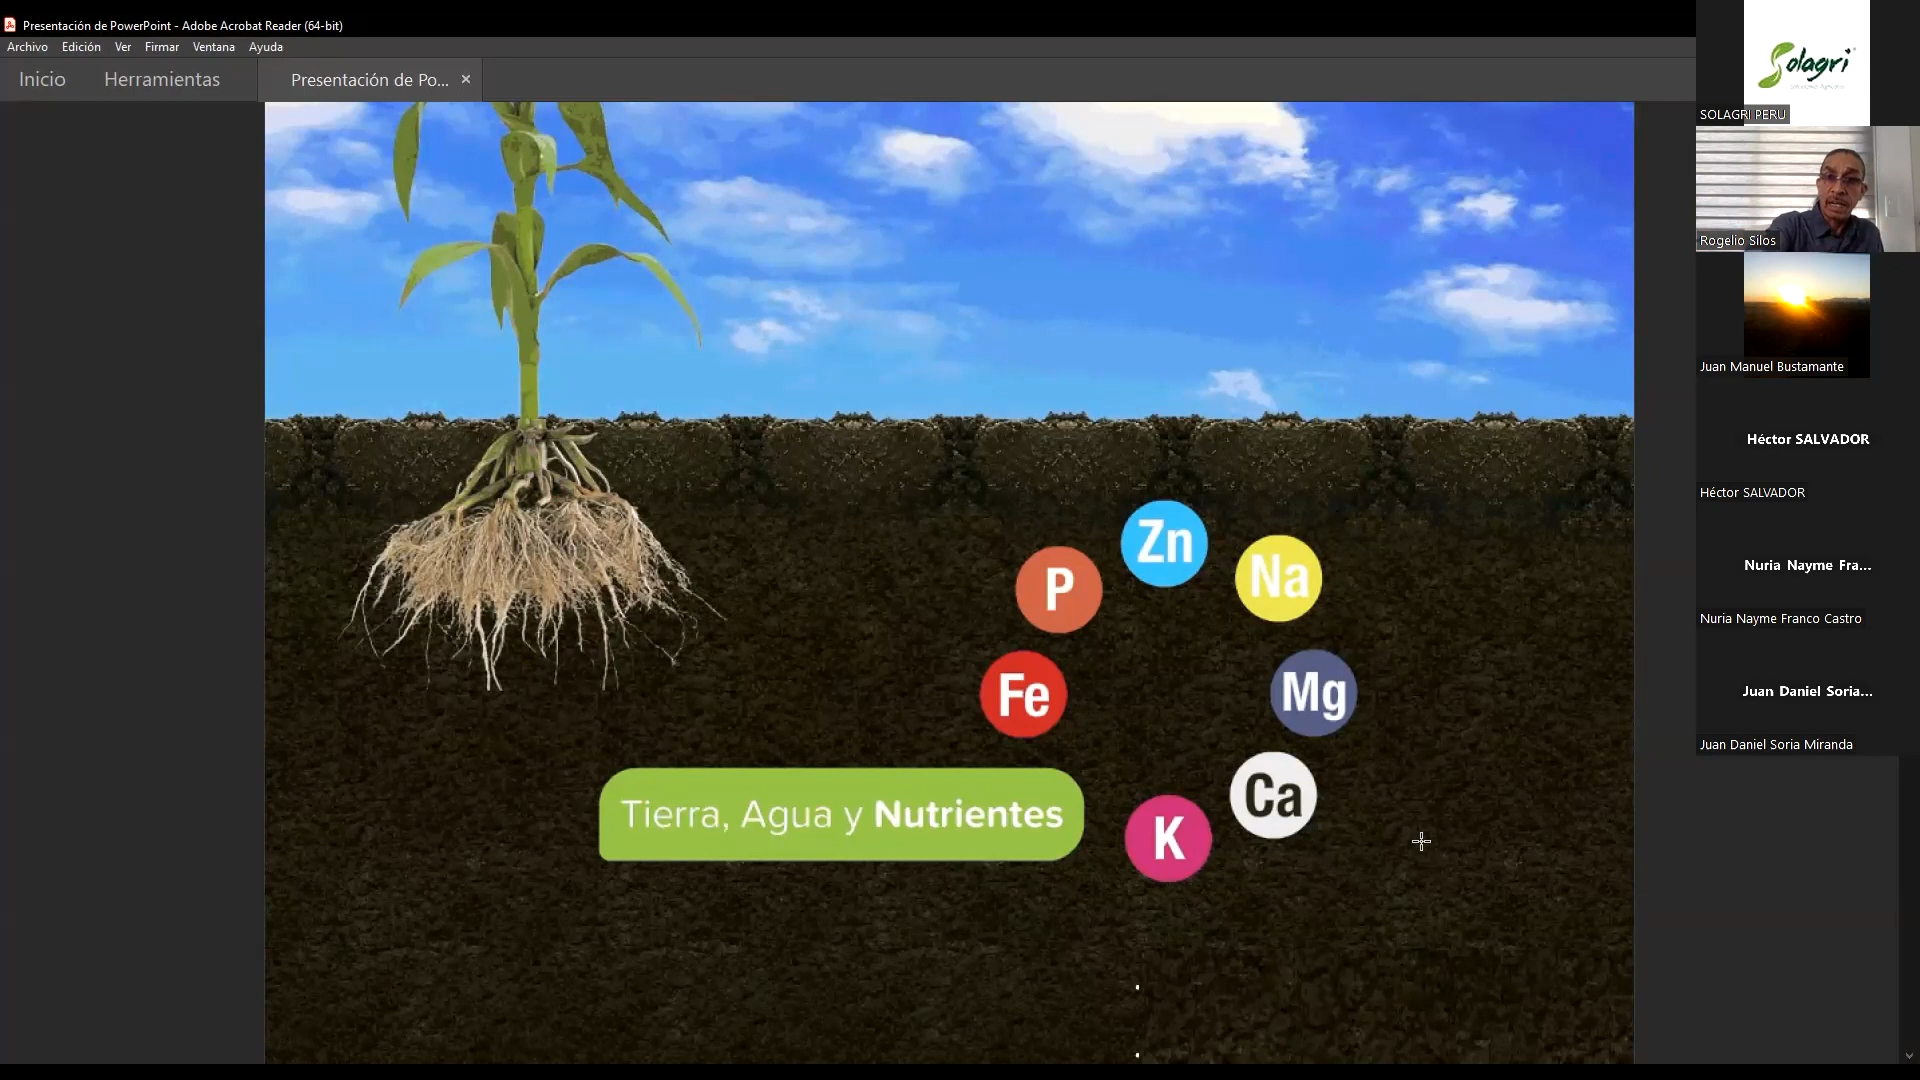 Presentación de PowerPoint - Adobe Acrobat Reader (64-bit)
Archivo Edición Ver Firmar Ventana Ayuda
Inicio Herramientas Presentación de Po... ×
Zn
P
Na
Fe
Mg
Ca
K
Tierra, Agua y Nutrientes
Solagri
SOLAGRI PERU
Rogelio Silos
Juan Manuel Bustamante
Héctor SALVADOR
Héctor SALVADOR
Nuria Nayme Fra...
Nuria Nayme Franco Castro
Juan Daniel Soria...
Juan Daniel Soria Miranda